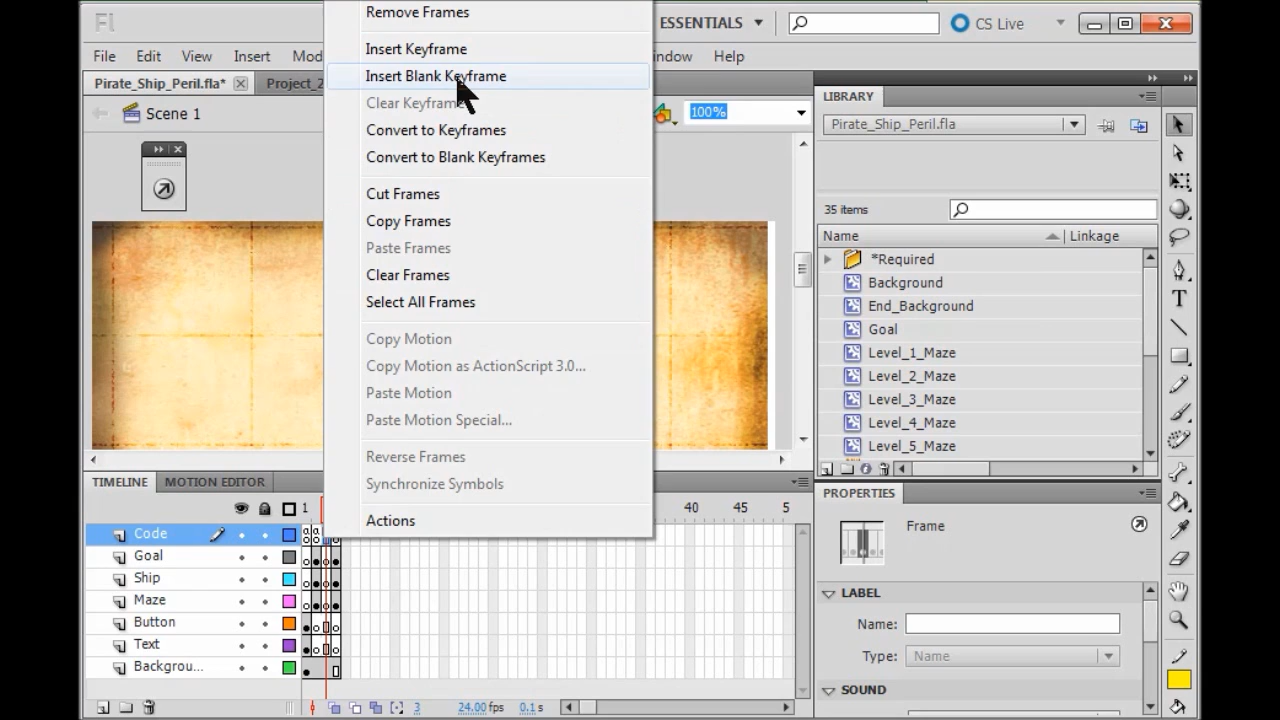 Fl
ESSENTIALS
CS Live
File Edit View Insert Mod
indow Help
Pirate_Ship_Peril.fla*
Project_2
Scene 1
100%
Remove Frames
Insert Keyframe
Insert Blank Keyframe
Clear Keyfram
Convert to Keyframes
Convert to Blank Keyframes
Cut Frames
Copy Frames
Paste Frames
Clear Frames
Select All Frames
Copy Motion
Copy Motion as ActionScript 3.0...
Paste Motion
Paste Motion Special...
Reverse Frames
Synchronize Symbols
Actions
LIBRARY
Pirate_Ship_Peril.fla
35 items
Name Linkage
*Required
Background
End_Background
Goal
Level_1_Maze
Level_2_Maze
Level_3_Maze
Level_4_Maze
Level_5_Maze
TIMELINE MOTION EDITOR
1 40 45 5
Code
Goal
Ship
Maze
Button
Text
Backgrou...
3 24.00 fps 0.1 s
PROPERTIES
Frame
LABEL
Name:
Type: Name
SOUND